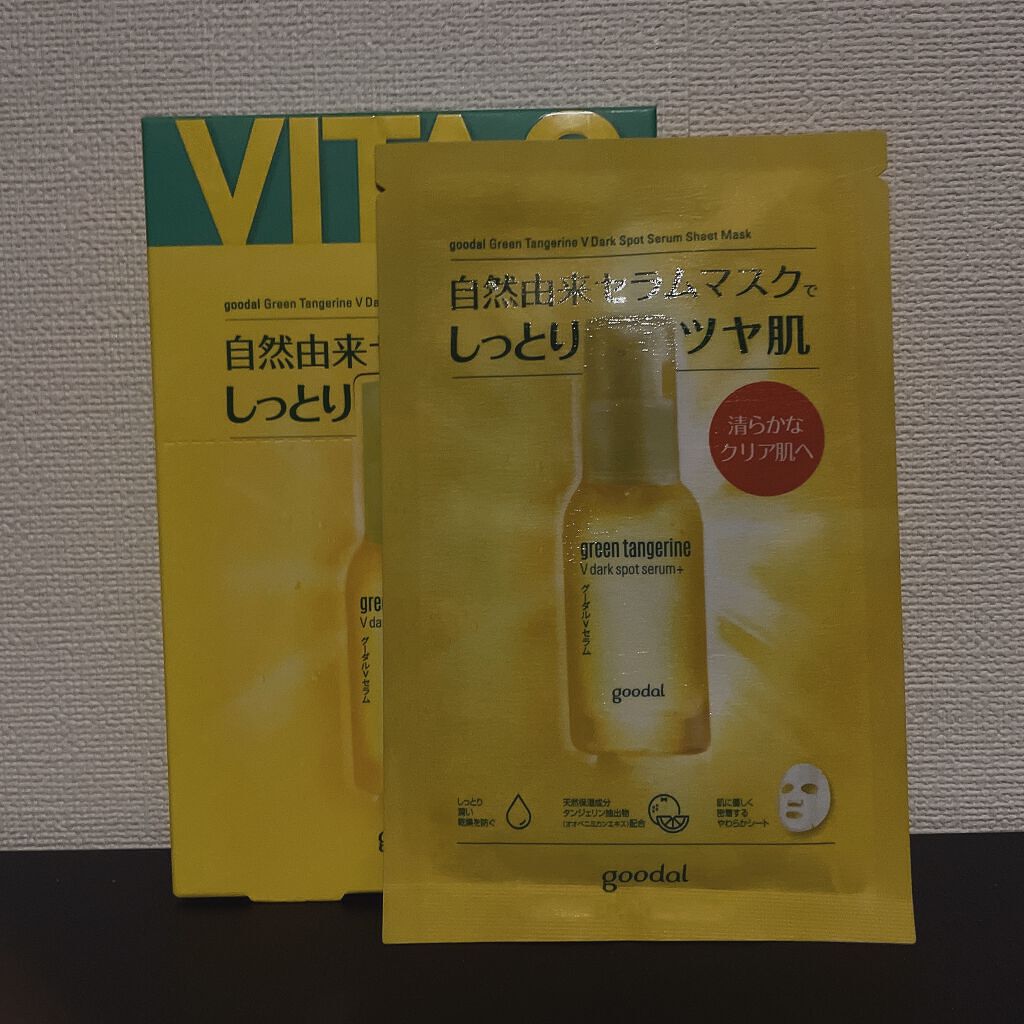 VITA C
goodal Green Tangerine V Da
自然由来セ
しっとり
gre
V da
グーダルVセラム
g
goodal Green Tangerine V Dark Spot Serum Sheet Mask
自然由来セラムマスクで
しっとり ツヤ肌
清らかな
クリア肌へ
green tangerine
V dark spot serum+
グーダルVセラム
goodal
しっとり
潤い
乾燥を防ぐ
天然保湿成分
タンジェリン抽出物
(オオベニミカンエキス)配合
肌に優しく
密着する
やわらかシート
goodal